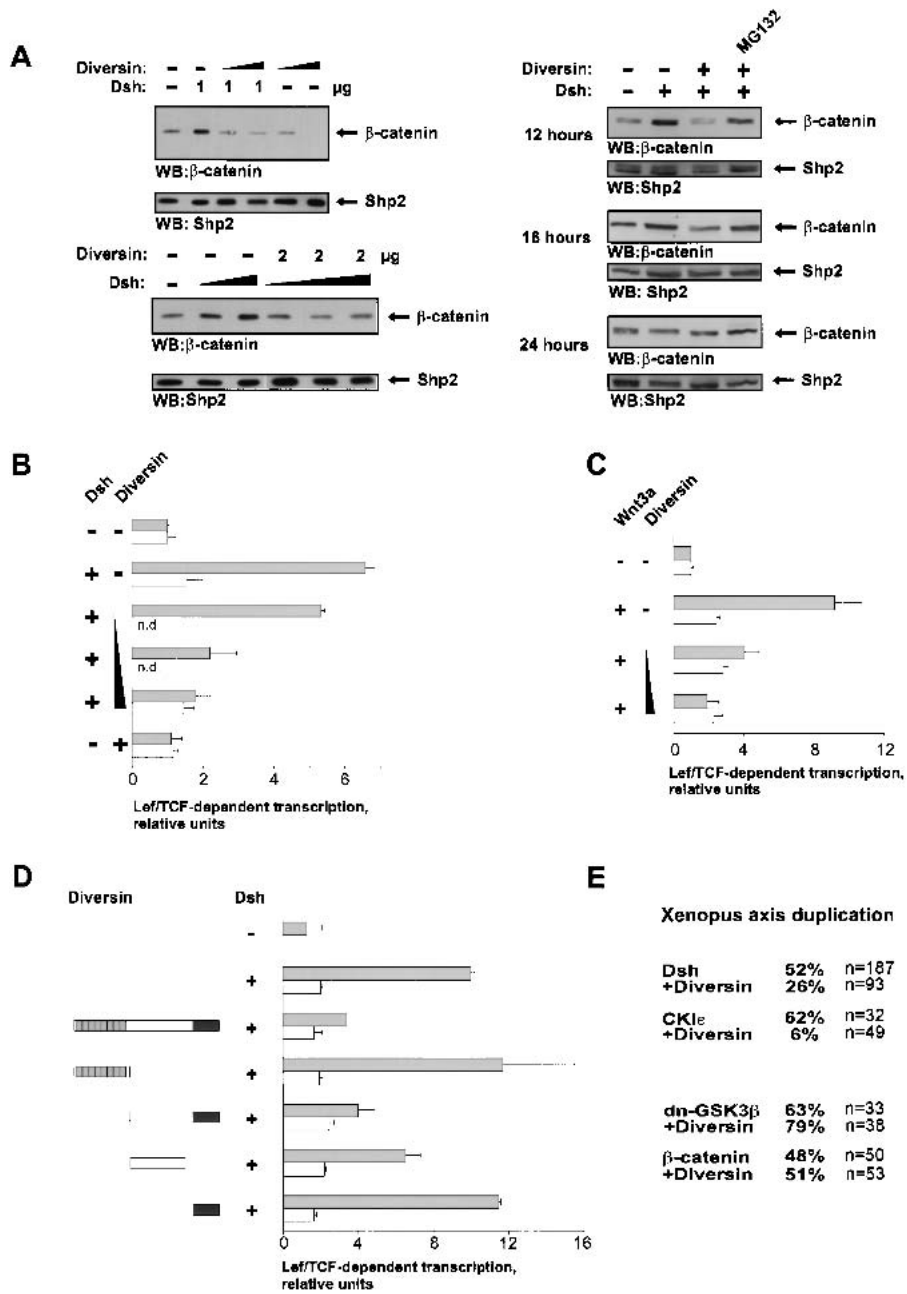 A
Diversin: - - - -
Dsh: - 1 1 1 - - μg
β-catenin
WB:β-catenin
Shp2
WB: Shp2
Diversin: - - - 2 2 2 μg
Dsh: -
β-catenin
WB:β-catenin
Shp2
WB:Shp2
MG132
Diversin: - - + +
Dsh: - + + +
12 hours
β-catenin
WB:β-catenin
Shp2
WB:Shp2
16 hours
β-catenin
WB:β-catenin
Shp2
WB: Shp2
24 hours
β-catenin
WB:β-catenin
Shp2
WB:Shp2
B
Dsh Diversin
- -
+ -
+
n.d
+
n.d
+
- +
0 2 4 6
Lef/TCF-dependent transcription,
relative units
C
Wnt3a Diversin
- -
+ -
+
+
0 4 8 12
Lef/TCF-dependent transcription,
relative units
D
Diversin Dsh
-
+
+
+
+
+
+
0 4 8 12 16
Lef/TCF-dependent transcription,
relative units
E
Xenopus axis duplication
Dsh 52% n=187
+Diversin 26% n=93
CKIε 62% n=32
+Diversin 6% n=49
dn-GSK3β 63% n=33
+Diversin 79% n=38
β-catenin 48% n=50
+Diversin 51% n=53